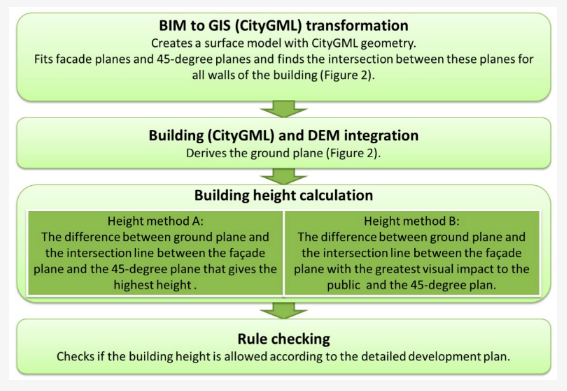 BIM to GIS (CityGML) transformation
Creates a surface model with CityGML geometry.
Fits facade planes and 45-degree planes and finds the intersection between these planes for
all walls of the building (Figure 2).
Building (CityGML) and DEM integration
Derives the ground plane (Figure 2).
Building height calculation
Height method A:
The difference between ground plane and
the intersection line between the façade
plane and the 45-degree plane that gives the
highest height .
Height method B:
The difference between ground plane and
the intersection line between the façade
plane with the greatest visual impact to the
public and the 45-degree plan.
Rule checking
Checks if the building height is allowed according to the detailed development plan.